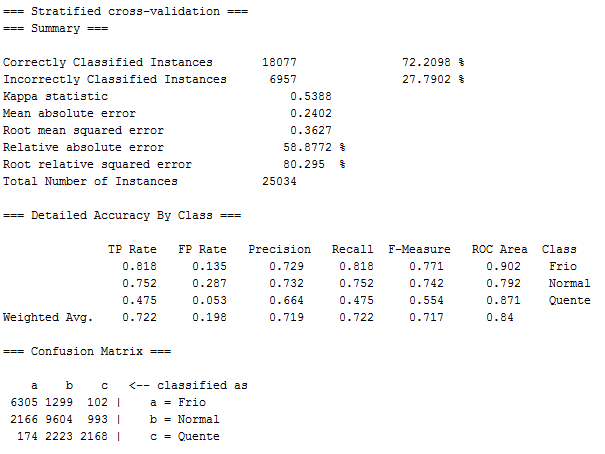 === Stratified cross-validation ===
=== Summary ===
Correctly Classified Instances 18077 72.2098 %
Incorrectly Classified Instances 6957 27.7902 %
Kappa statistic 0.5388
Mean absolute error 0.2402
Root mean squared error 0.3627
Relative absolute error 58.8772 %
Root relative squared error 80.295 %
Total Number of Instances 25034
=== Detailed Accuracy By Class ===
TP Rate FP Rate Precision Recall F-Measure ROC Area Class
0.818 0.135 0.729 0.818 0.771 0.902 Frio
0.752 0.287 0.732 0.752 0.742 0.792 Normal
0.475 0.053 0.664 0.475 0.554 0.871 Quente
Weighted Avg. 0.722 0.198 0.719 0.722 0.717 0.84
=== Confusion Matrix ===
a b c <-- classified as
6305 1299 102 | a = Frio
2166 9604 993 | b = Normal
174 2223 2168 | c = Quente